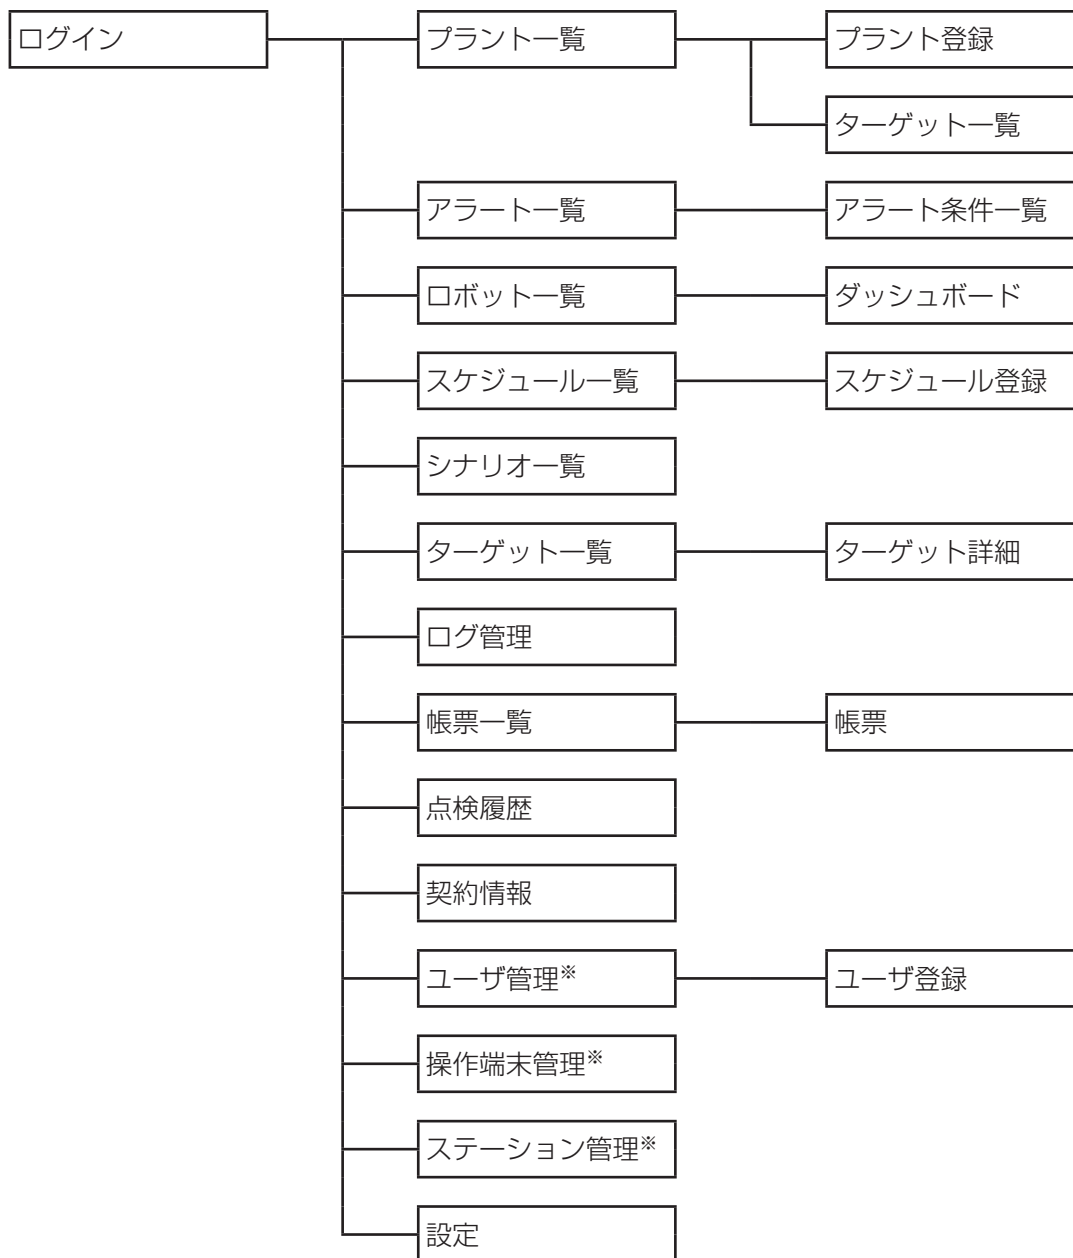 ログイン
プラント一覧
プラント登録
ターゲット一覧
アラート一覧
アラート条件一覧
ロボット一覧
ダッシュボード
スケジュール一覧
スケジュール登録
シナリオ一覧
ターゲット一覧
ターゲット詳細
ログ管理
帳票一覧
帳票
点検履歴
契約情報
ユーザ管理※
ユーザ登録
操作端末管理※
ステーション管理※
設定